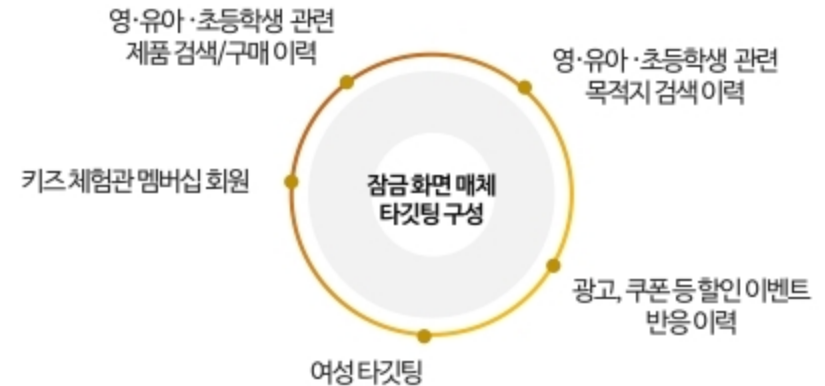 영·유아·초등학생 관련
제품 검색/구매 이력
영·유아·초등학생 관련
목적지 검색 이력
키즈 체험관 멤버십 회원
잠금 화면 매체
타깃팅 구성
광고, 쿠폰 등 할인 이벤트
반응 이력
여성 타깃팅